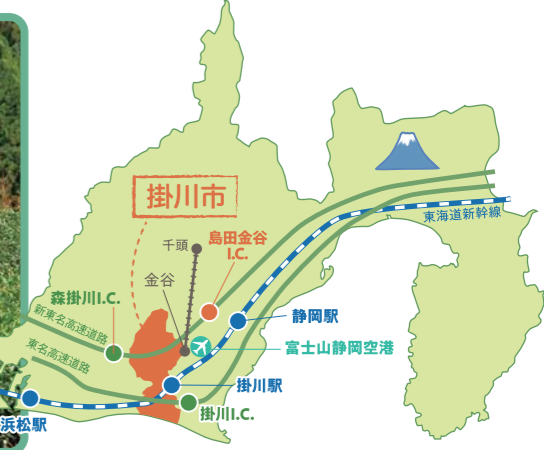 掛川市
東海道新幹線
千頭
島田金谷
I.C.
金谷
森掛川I.C.
新東名高速道路
静岡駅
富士山静岡空港
東名高速道路
掛川駅
掛川I.C.
浜松駅